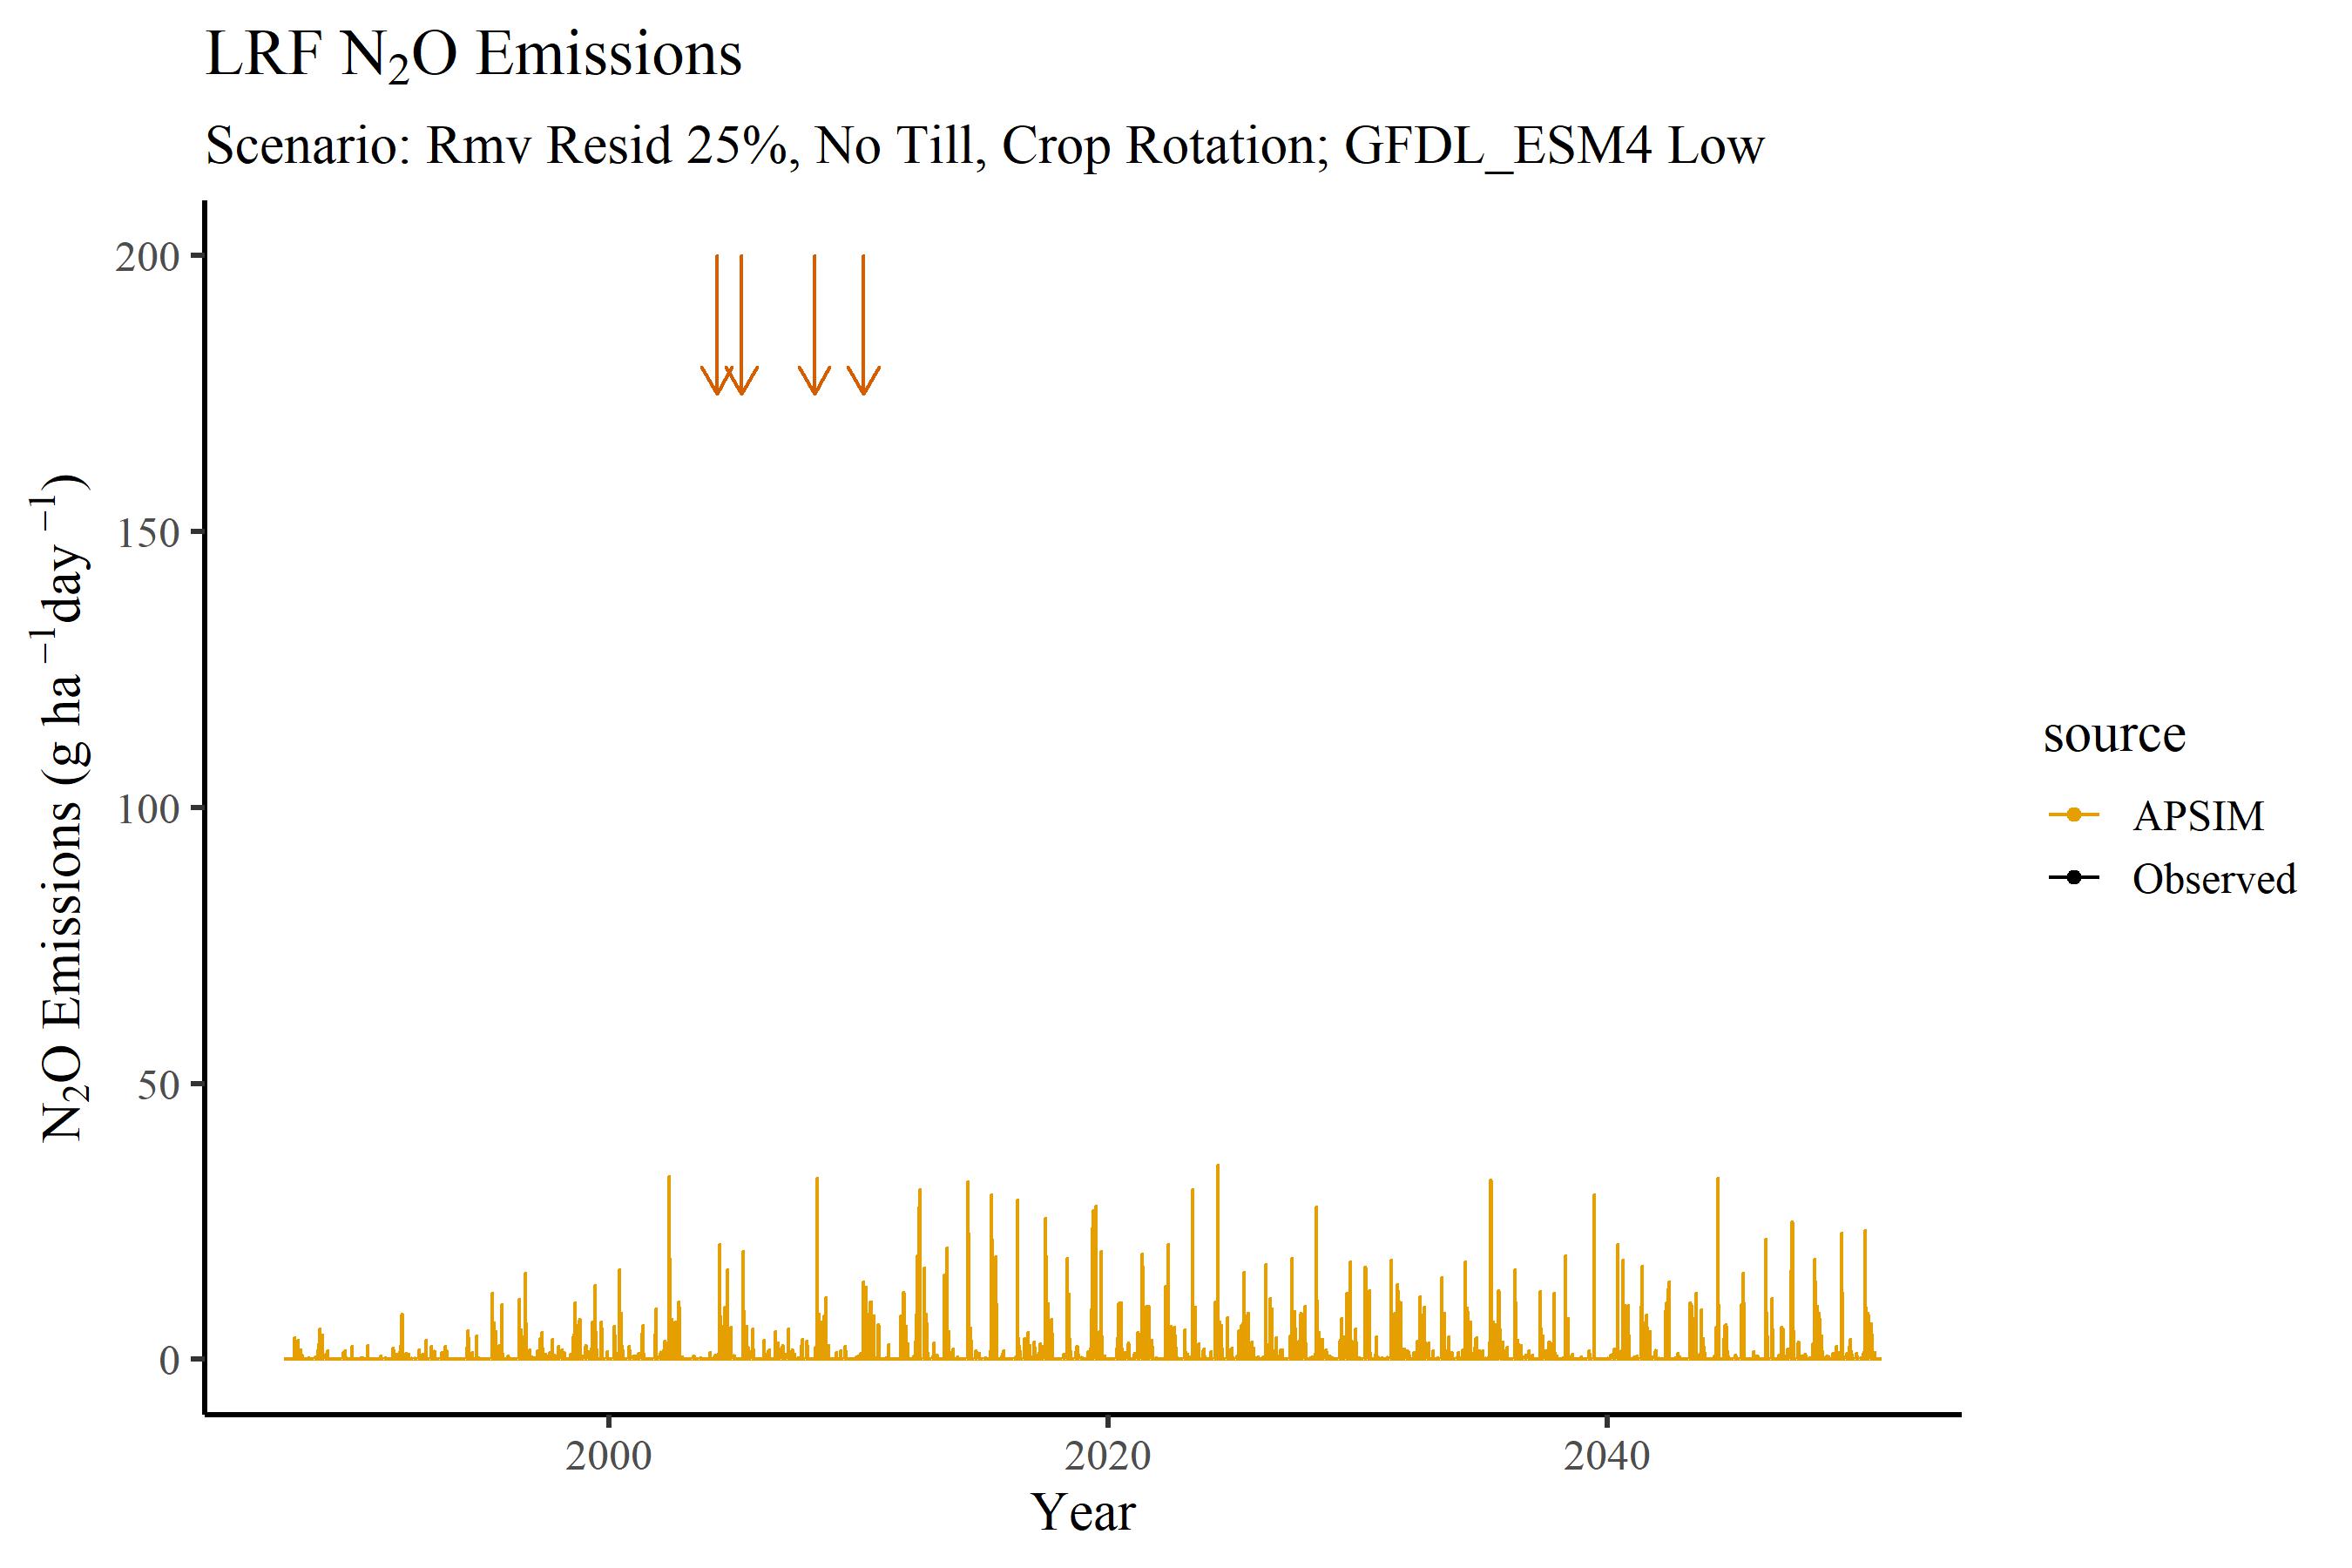 LRF N₂O Emissions
Scenario: Rmv Resid 25%, No Till, Crop Rotation; GFDL_ESM4 Low
N₂O Emissions (g ha⁻¹day⁻¹)
200
150
100
50
0
2000
2020
2040
Year
source
APSIM
Observed